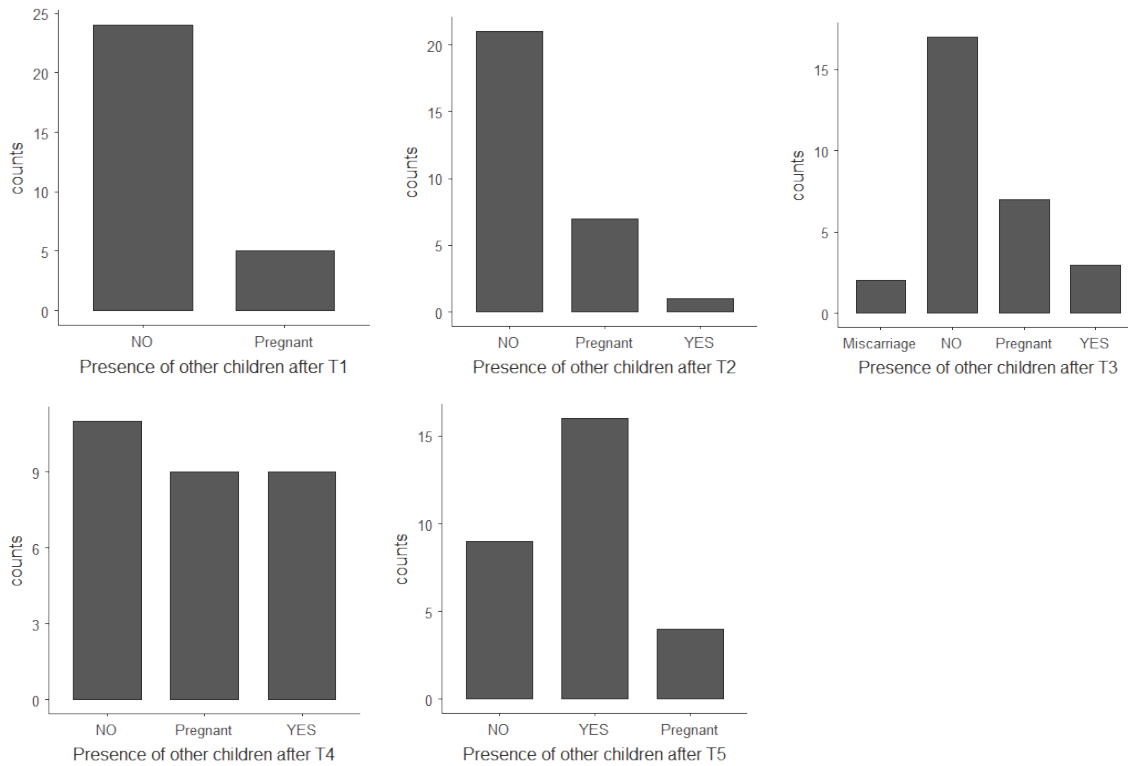 25
20
15
10
5
0
counts
NO Pregnant
Presence of other children after T1
20
15
10
5
0
counts
NO Pregnant YES
Presence of other children after T2
15
10
5
0
counts
Miscarriage NO Pregnant YES
Presence of other children after T3
9
6
3
0
counts
NO Pregnant YES
Presence of other children after T4
15
10
5
0
counts
NO YES Pregnant
Presence of other children after T5